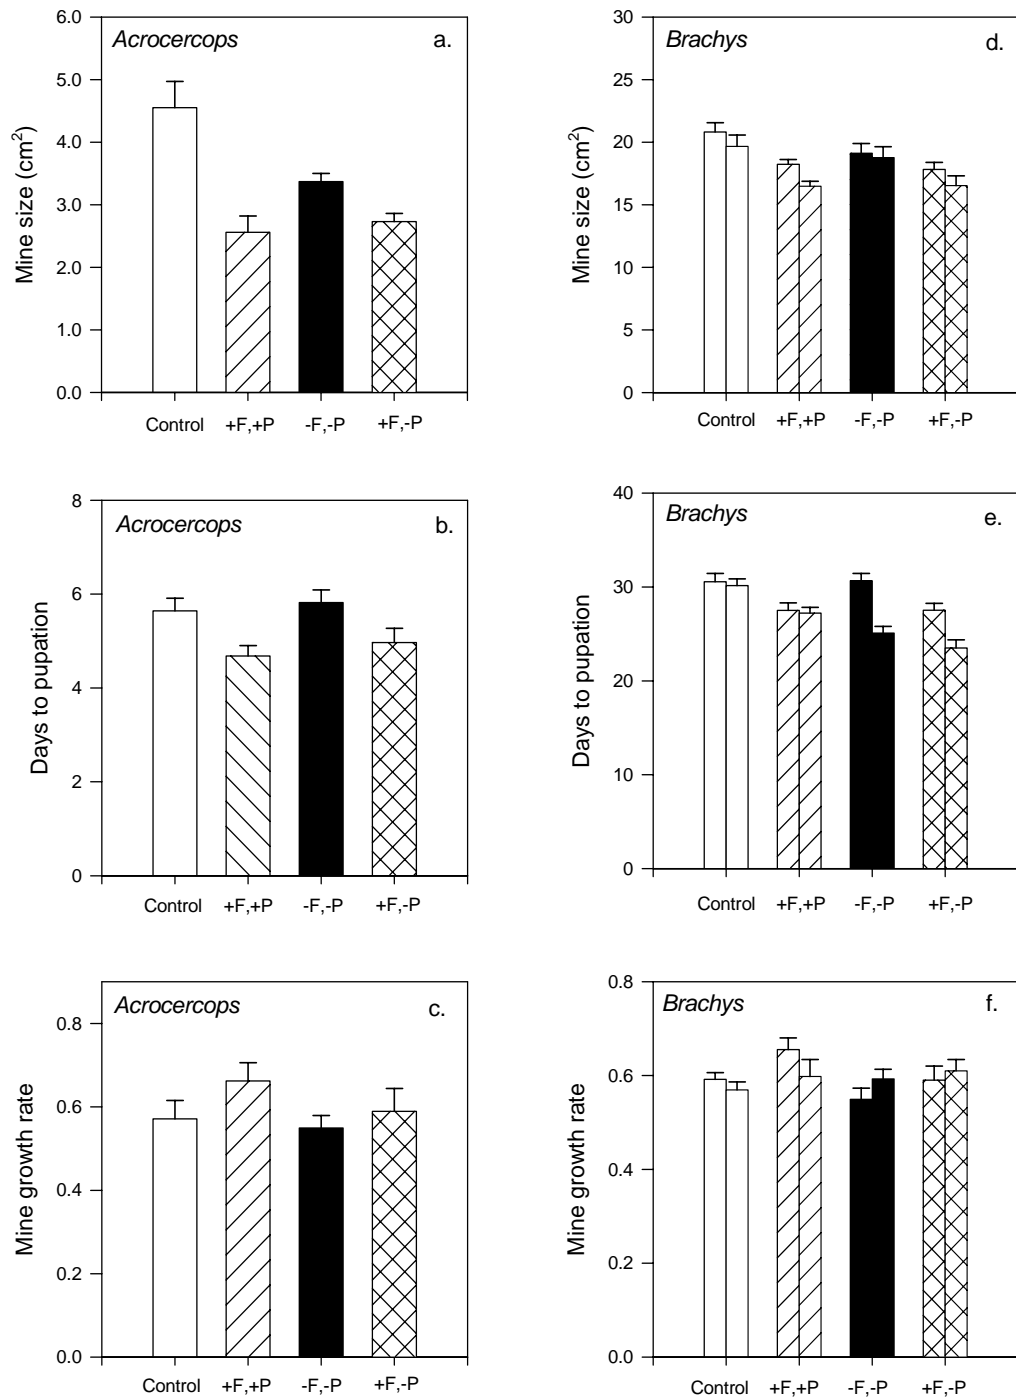 Acrocercops a.
Mine size (cm²)
6.0
5.0
4.0
3.0
2.0
1.0
0.0
Control +F,+P -F,-P +F,-P
Brachys d.
Mine size (cm²)
30
25
20
15
10
5
0
Control +F,+P -F,-P +F,-P
Acrocercops b.
Days to pupation
8
6
4
2
0
Control +F,+P -F,-P +F,-P
Brachys e.
Days to pupation
40
30
20
10
0
Control +F,+P -F,-P +F,-P
Acrocercops c.
Mine growth rate
0.8
0.6
0.4
0.2
0.0
Control +F,+P -F,-P +F,-P
Brachys f.
Mine growth rate
0.8
0.6
0.4
0.2
0.0
Control +F,+P -F,-P +F,-P